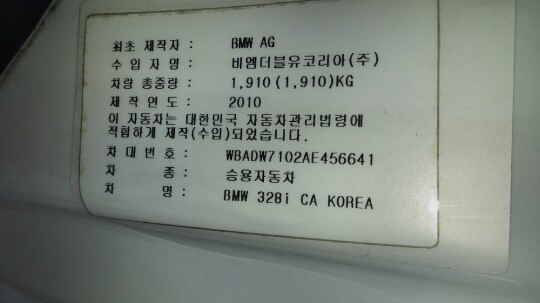 최초 제작자 : BMW AG
수 입 자 명 : 비엠더블유코리아(주)
차량 총중량 : 1,910(1,910)KG
제 작 연 도 : 2010
이 자동차는 대한민국 자동차관리법령에
적합하게 제작(수입)되었습니다.
차 대 번 호 : WBADW7102AE456641
차 종 : 승용자동차
차 명 : BMW 328i CA KOREA